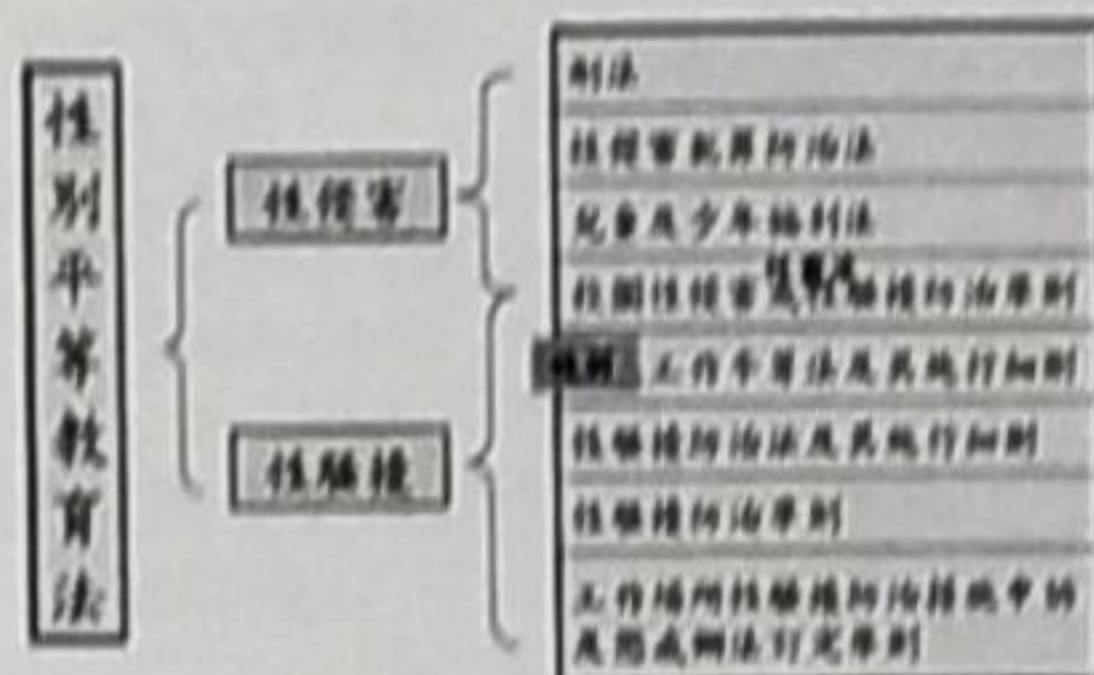 性別平等教育法
性侵害
性騷擾
刑法
性侵害犯罪防治法
兒童及少年福利法
校園性侵害 性騷擾防治準則
工作平等法及其施行細則
性騷擾防治法及其施行細則
性騷擾防治準則
工作場所性騷擾防治措施申訴
及懲戒辦法訂定準則